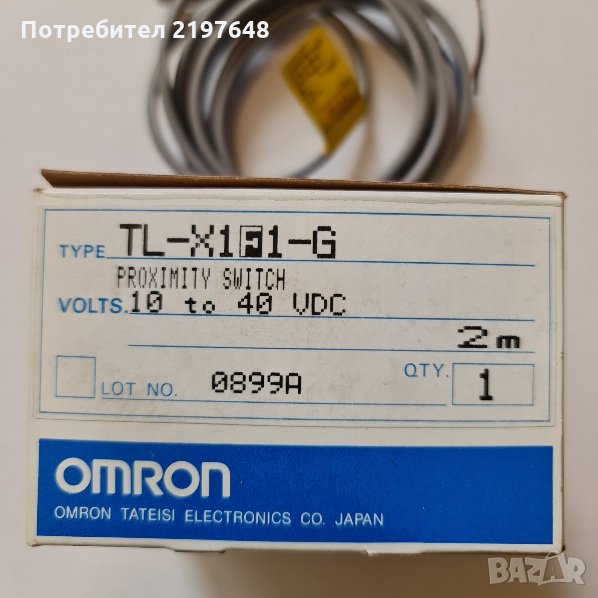 Потребител 2197648
TYPE TL-X1F1-G
PROXIMITY SWITCH
VOLTS. 10 to 40 VDC
2m
LOT NO. 0899A QTY. 1
OMRON
OMRON TATEISI ELECTRONICS CO. JAPAN
BAZAR